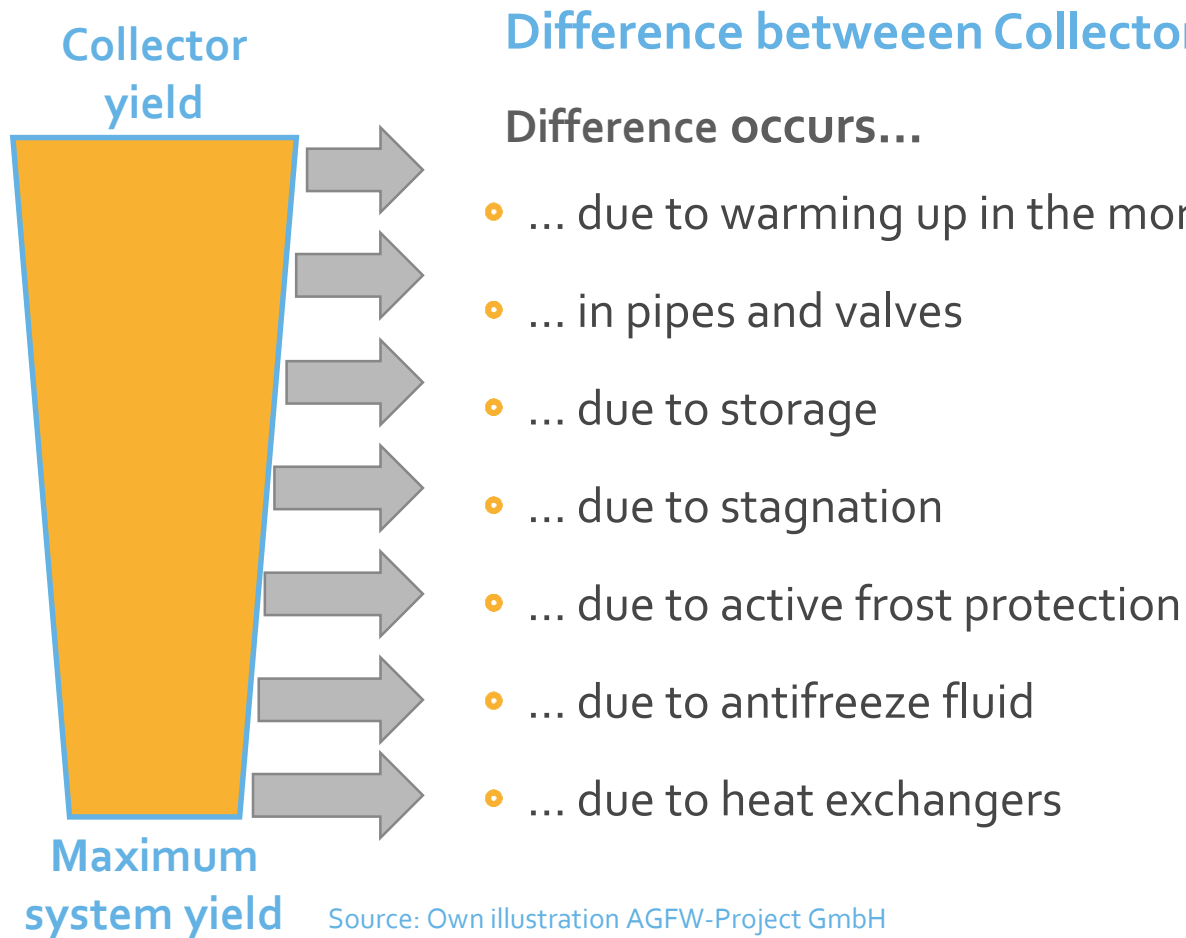 Collector
yield
Difference betweeen Collector
Difference occurs...
... due to warming up in the
... in pipes and valves
... due to storage
... due to stagnation
... due to active frost protection
... due to antifreeze fluid
... due to heat exchangers
Maximum
system yield
Source: Own illustration AGFW-Project GmbH